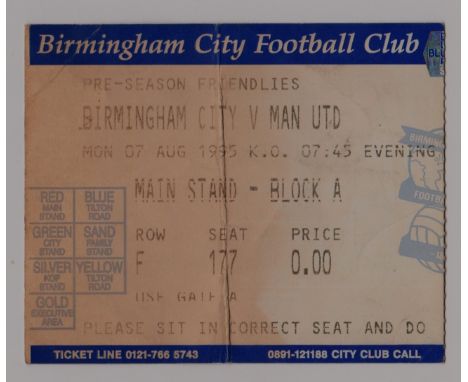 Birmingham City Football Club
PRE-SEASON FRIENDLIES
BIRMINGHAM CITY V MAN UTD
MON 07 AUG 1995 K.O. 07:45 EVENING
MAIN STAND - BLOCK A
RED MAIN STAND
BLUE TILTON ROAD
GREEN CITY STAND
SAND FAMILY STAND
SILVER KOP STAND
YELLOW TILTON ROAD
GOLD EXECUTIVE AREA
ROW SEAT PRICE
F 177 0.00
USE GATE A
PLEASE SIT IN CORRECT SEAT AND DO
BIRMING
FOOTBAL
TICKET LINE 0121-766 5743
0891-121188 CITY CLUB CALL